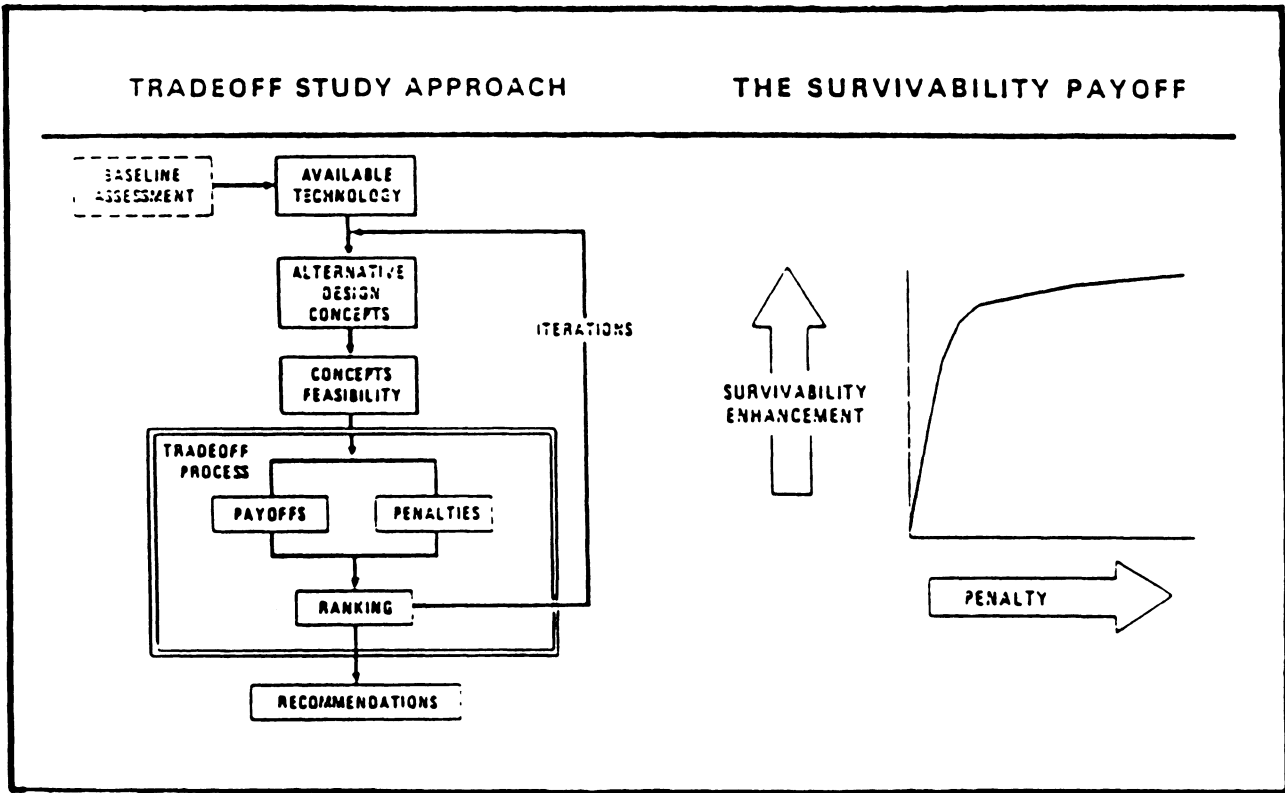 TRADEOFF STUDY APPROACH
THE SURVIVABILITY PAYOFF
BASELINE
ASSESSMENT
AVAILABLE
TECHNOLOGY
ALTERNATIVE
DESIGN
CONCEPTS
ITERATIONS
CONCEPTS
FEASIBILITY
TRADEOFF
PROCESS
PAYOFFS
PENALTIES
RANKING
RECOMMENDATIONS
SURVIVABILITY
ENHANCEMENT
PENALTY